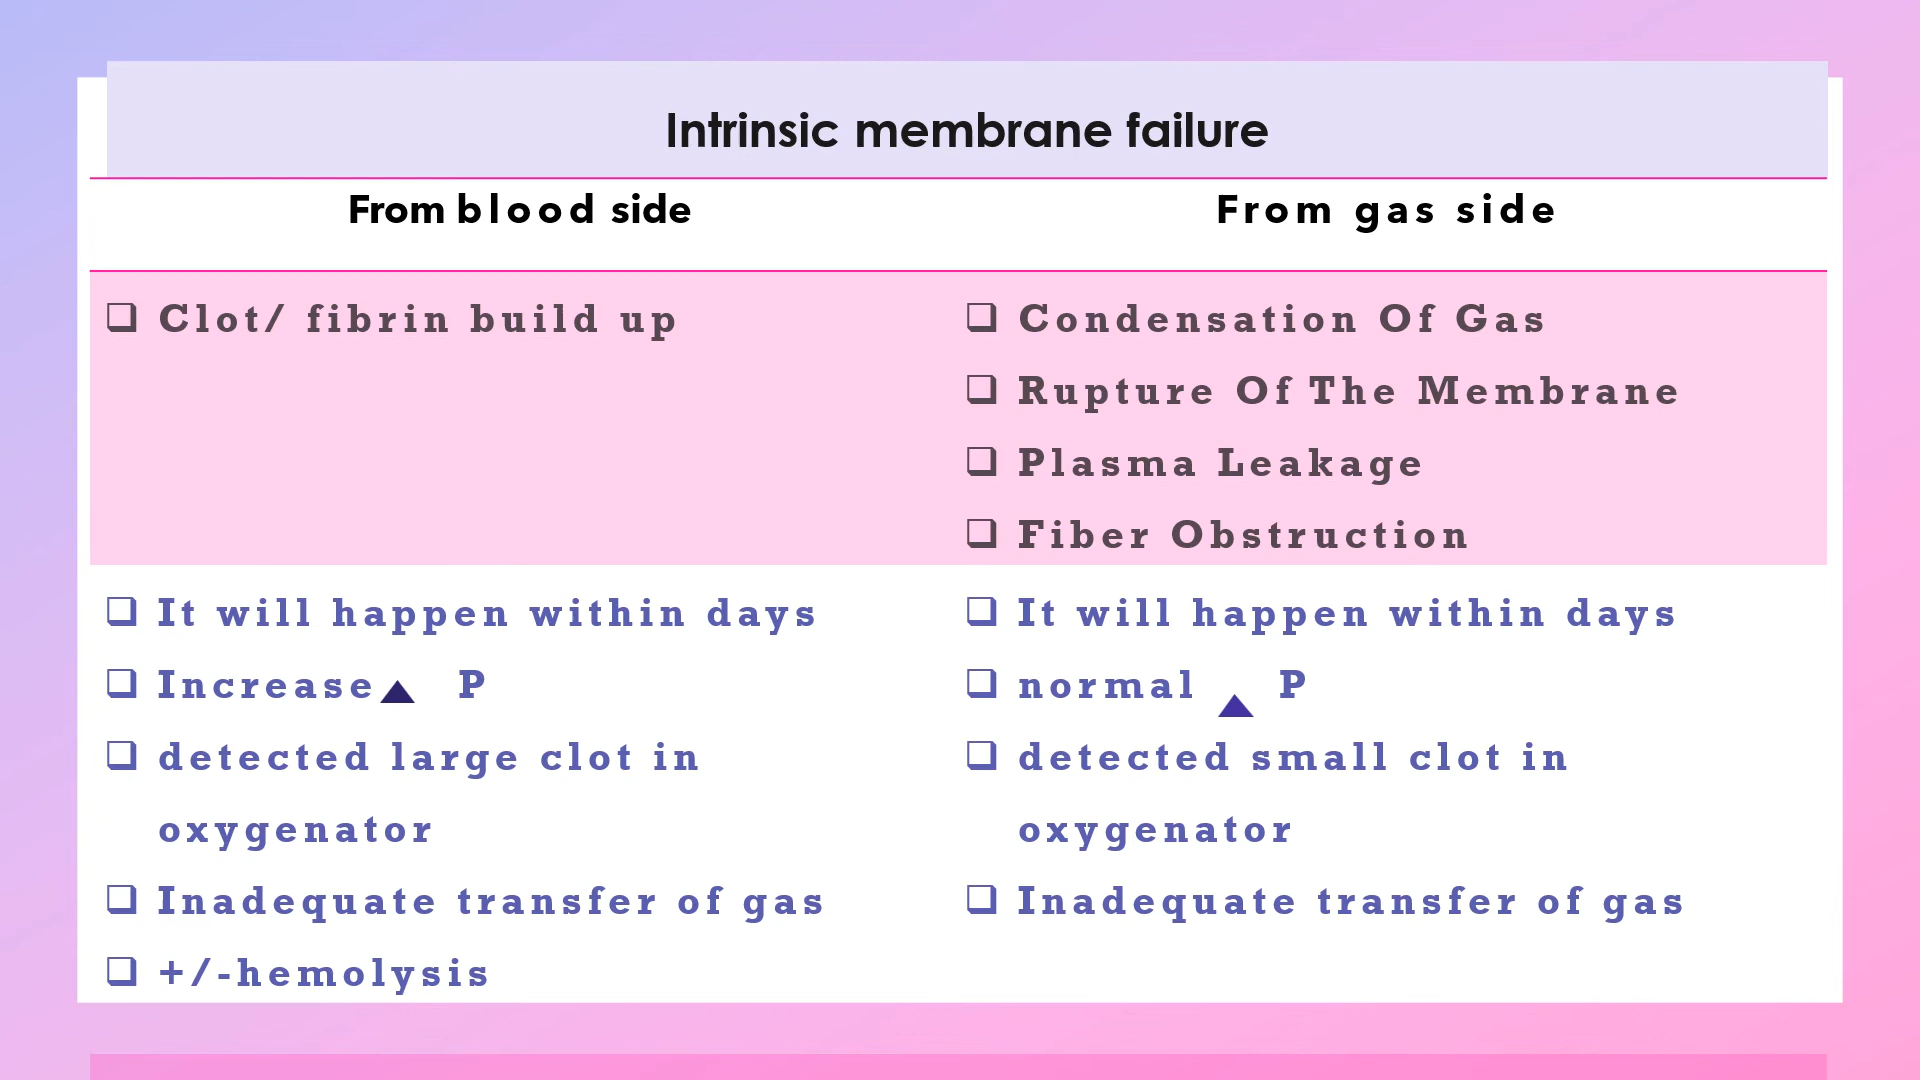 Intrinsic membrane failure
From blood side
From gas side
❑ Clot/ fibrin build up
❑ Condensation Of Gas
❑ Rupture Of The Membrane
❑ Plasma Leakage
❑ Fiber Obstruction
❑ It will happen within days
❑ Increase▲ P
❑ detected large clot in
oxygenator
❑ Inadequate transfer of gas
❑ +/-hemolysis
❑ It will happen within days
❑ normal ▲ P
❑ detected small clot in
oxygenator
❑ Inadequate transfer of gas